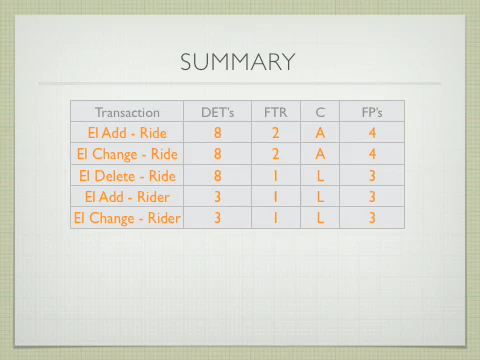 SUMMARY
Transaction DET's FTR C FP's
EI Add - Ride 8 2 A 4
EI Change - Ride 8 2 A 4
EI Delete - Ride 8 1 L 3
EI Add - Rider 3 1 L 3
EI Change - Rider 3 1 L 3